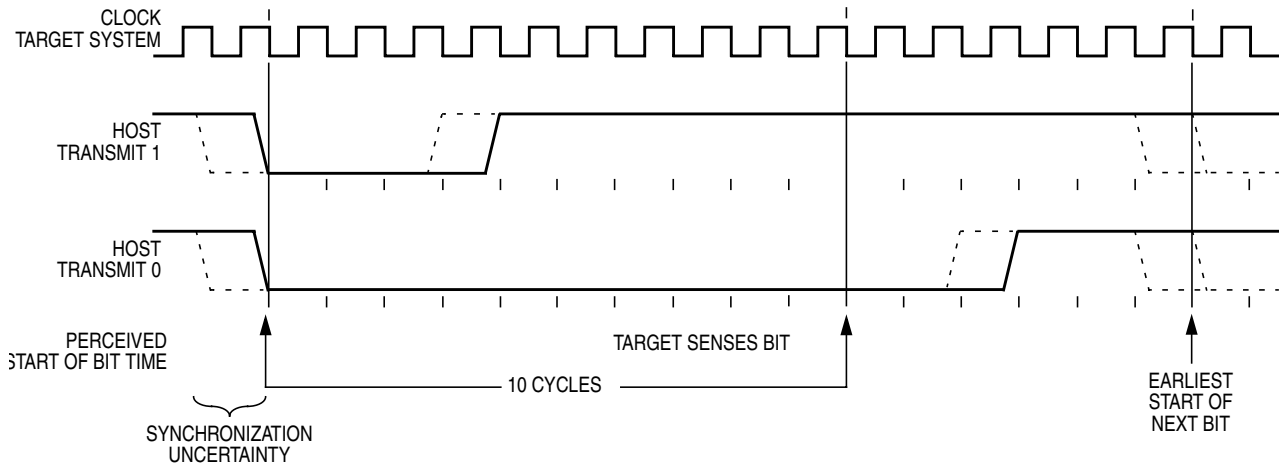 CLOCK
TARGET SYSTEM
HOST
TRANSMIT 1
HOST
TRANSMIT 0
PERCEIVED
START OF BIT TIME
TARGET SENSES BIT
10 CYCLES
SYNCHRONIZATION
UNCERTAINTY
EARLIEST
START OF
NEXT BIT